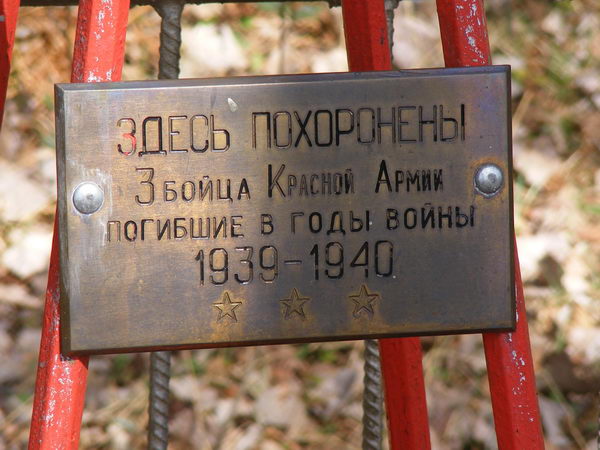 ЗДЕСЬ ПОХОРОНЕНЫ
3 БОЙЦА КРАСНОЙ АРМИИ
ПОГИБШИЕ В ГОДЫ ВОЙНЫ
1939-1940